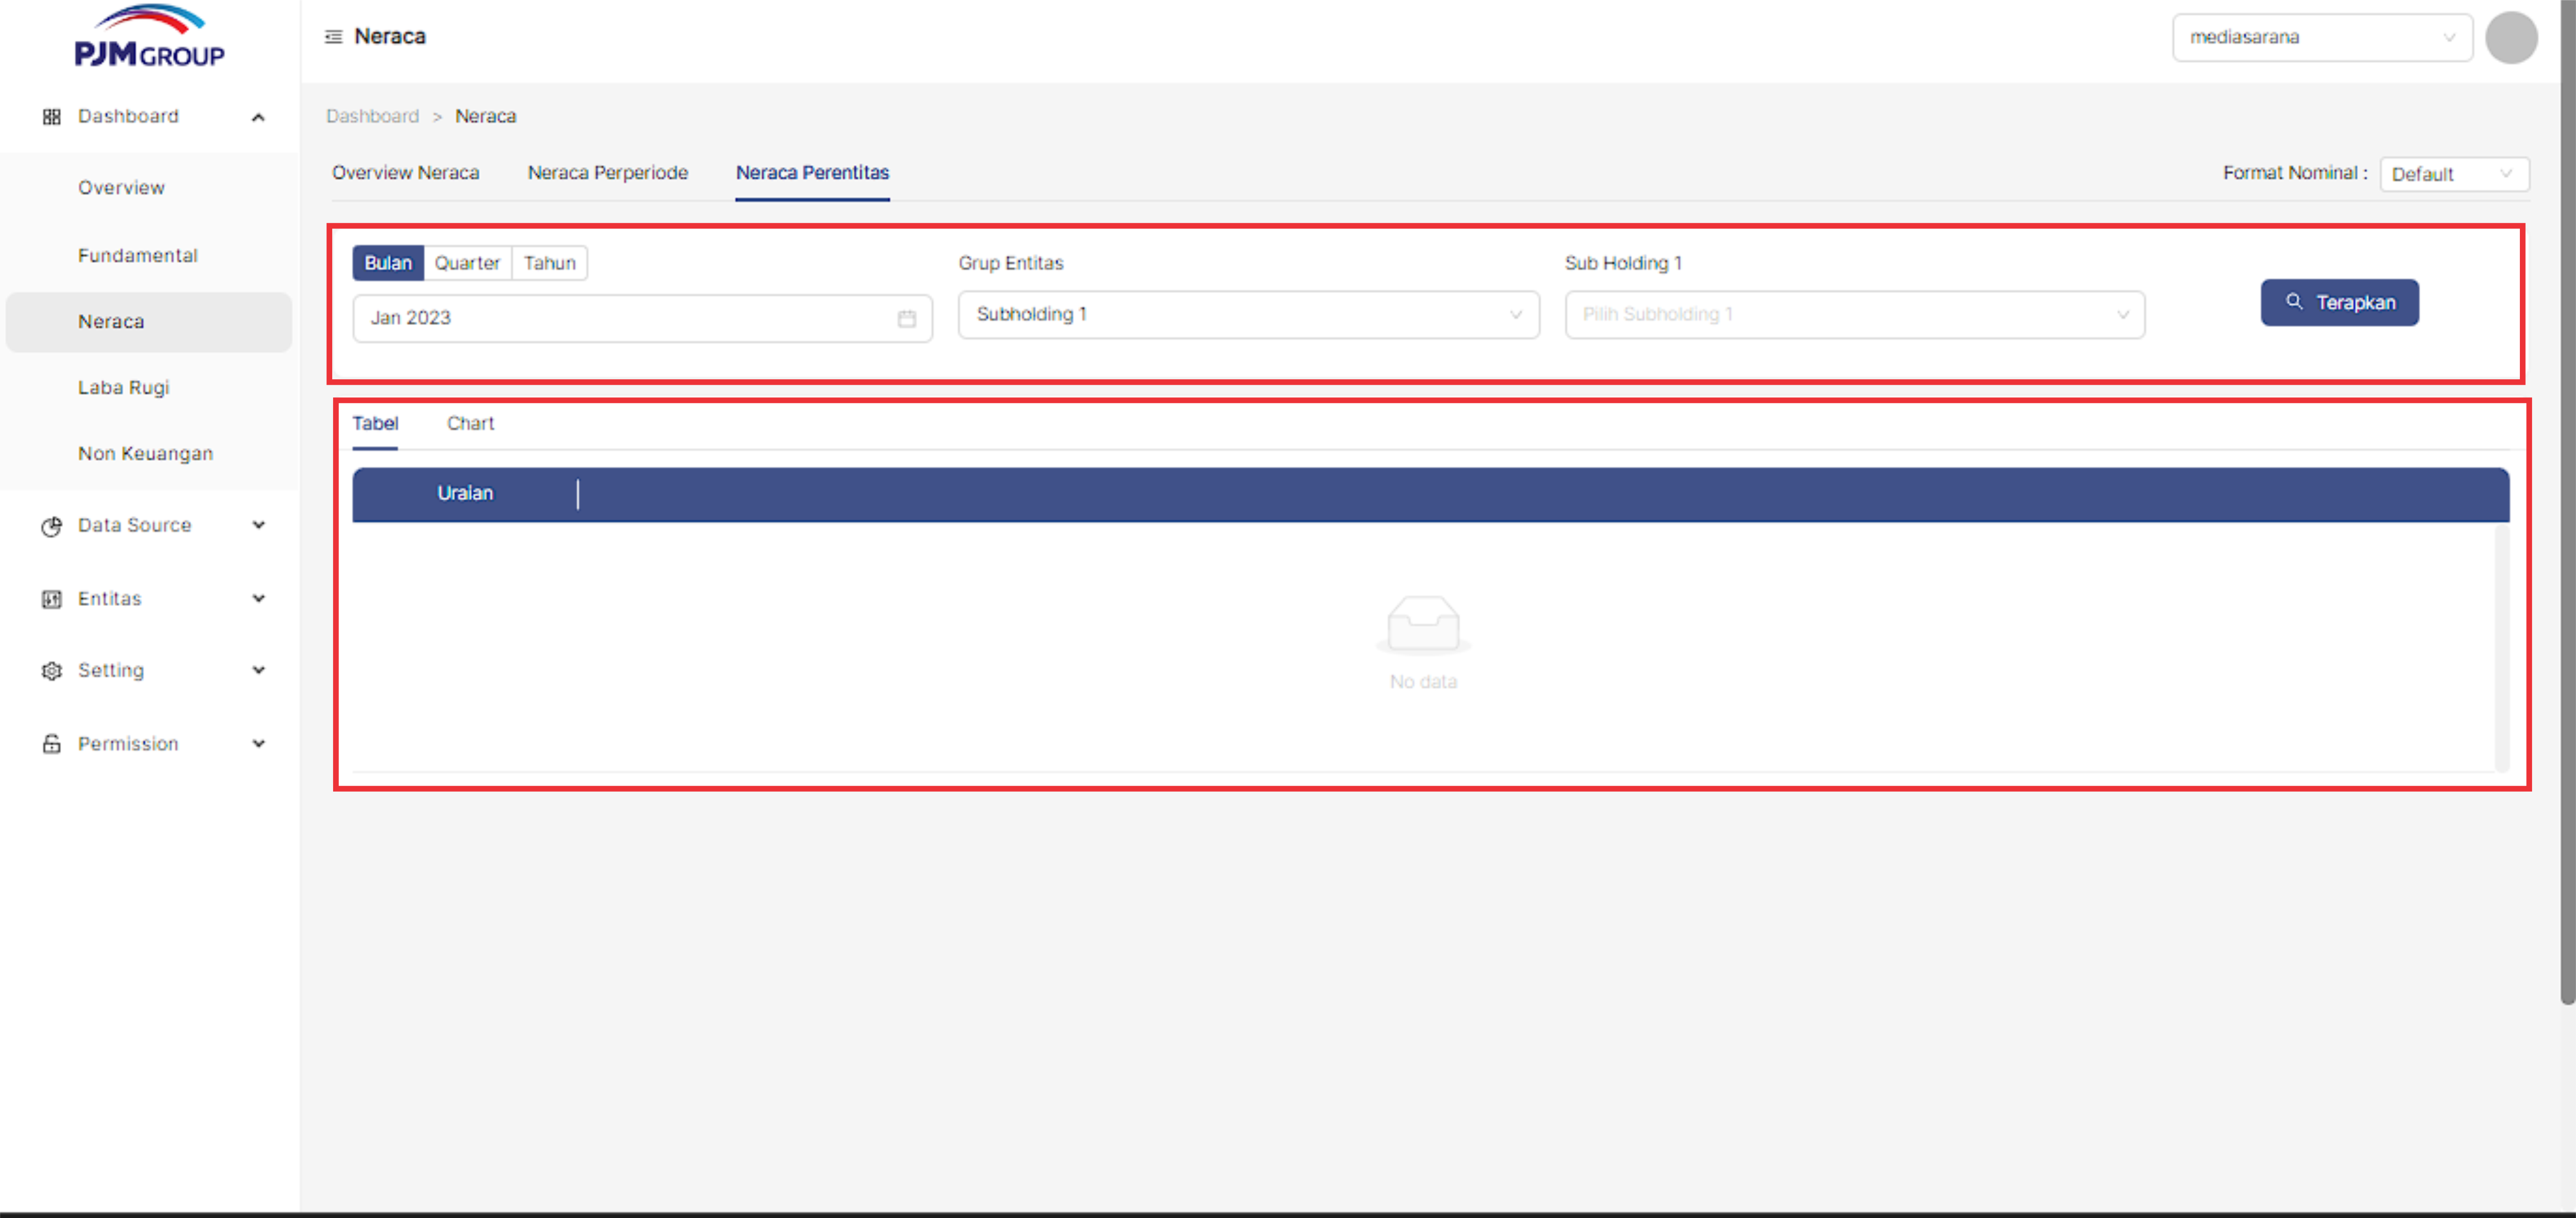 PJM GROUP
Neraca
mediasarana
Dashboard
Overview
Fundamental
Neraca
Laba Rugi
Non Keuangan
Data Source
Entitas
Setting
Permission
Dashboard > Neraca
Overview Neraca Neraca Perperiode Neraca Perentitas
Format Nominal : Default
Bulan Quarter Tahun
Jan 2023
Grup Entitas
Subholding 1
Sub Holding 1
Pilih Subholding 1
Terapkan
Tabel Chart
Uraian
No data